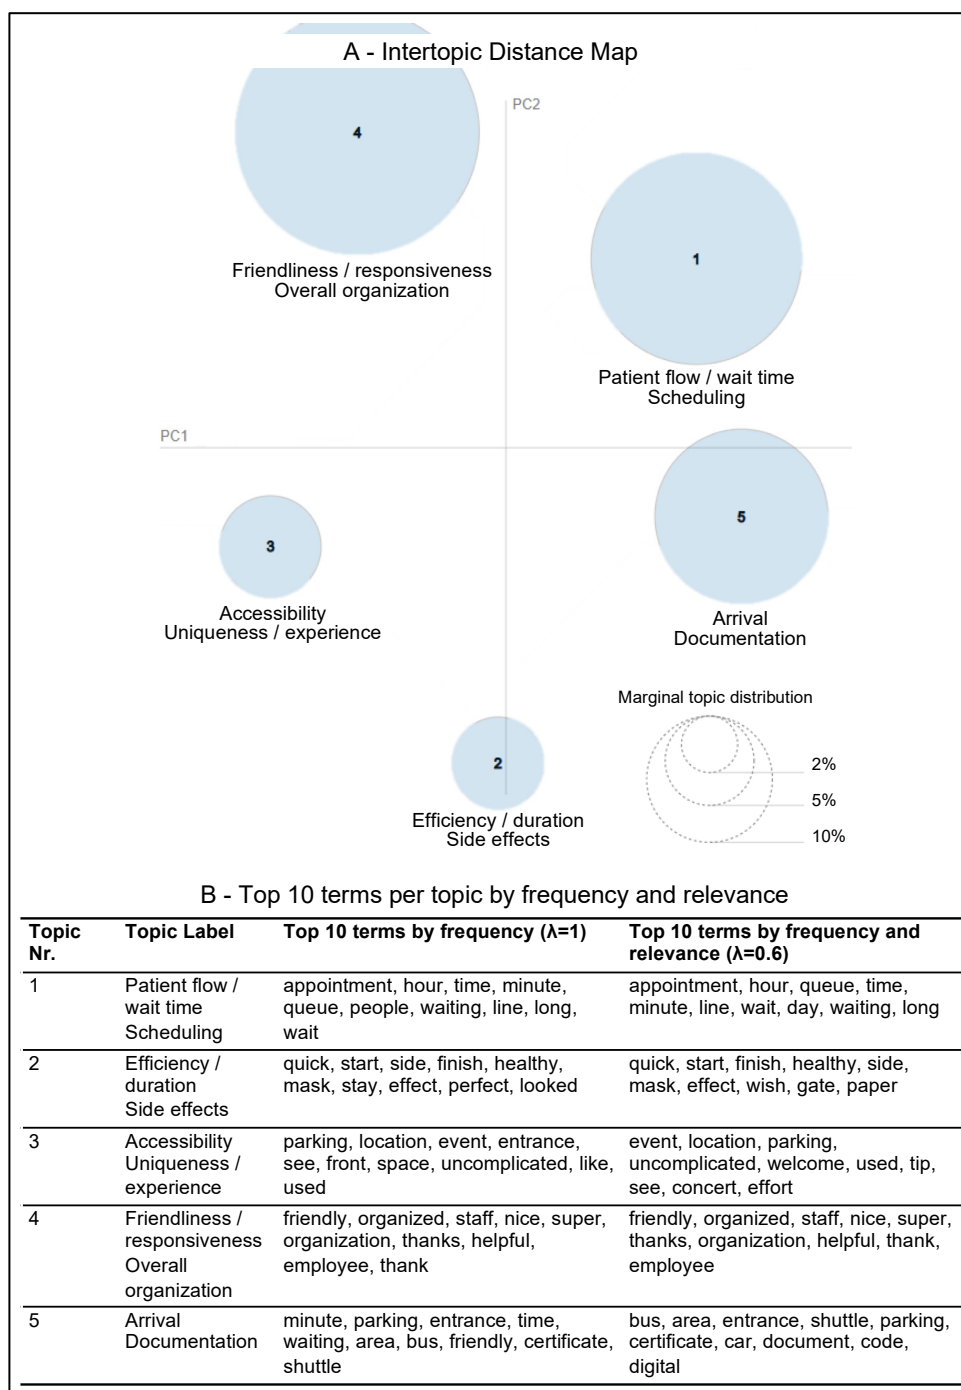 A - Intertopic Distance Map
PC2
4
1
Friendliness / responsiveness
Overall organization
Patient flow / wait time
Scheduling
PC1
5
3
Accessibility
Uniqueness / experience
Arrival
Documentation
Marginal topic distribution
2
2%
5%
10%
Efficiency / duration
Side effects
B - Top 10 terms per topic by frequency and relevance
Topic Nr.
Topic Label
Top 10 terms by frequency (λ=1)
Top 10 terms by frequency and
relevance (λ=0.6)
1
Patient flow /
wait time
Scheduling
appointment, hour, time, minute,
queue, people, waiting, line, long,
wait
appointment, hour, queue, time,
minute, line, wait, day, waiting, long
2
Efficiency /
duration
Side effects
quick, start, side, finish, healthy,
mask, stay, effect, perfect, looked
quick, start, finish, healthy, side,
mask, effect, wish, gate, paper
3
Accessibility
Uniqueness /
experience
parking, location, event, entrance,
see, front, space, uncomplicated, like,
used
event, location, parking,
uncomplicated, welcome, used, tip,
see, concert, effort
4
Friendliness /
responsiveness
Overall
organization
friendly, organized, staff, nice, super,
organization, thanks, helpful,
employee, thank
friendly, organized, staff, nice, super,
thanks, organization, helpful, thank,
employee
5
Arrival
Documentation
minute, parking, entrance, time,
waiting, area, bus, friendly, certificate,
shuttle
bus, area, entrance, shuttle, parking,
certificate, car, document, code,
digital